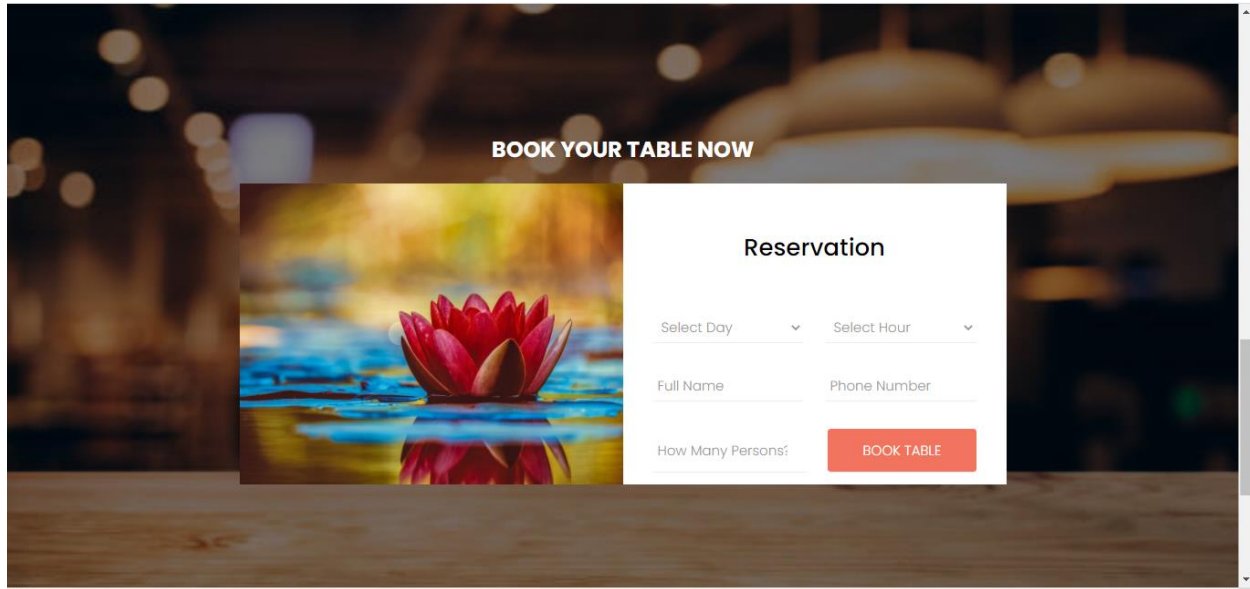 BOOK YOUR TABLE NOW
Reservation
Select Day Select Hour
Full Name Phone Number
How Many Persons?
BOOK TABLE